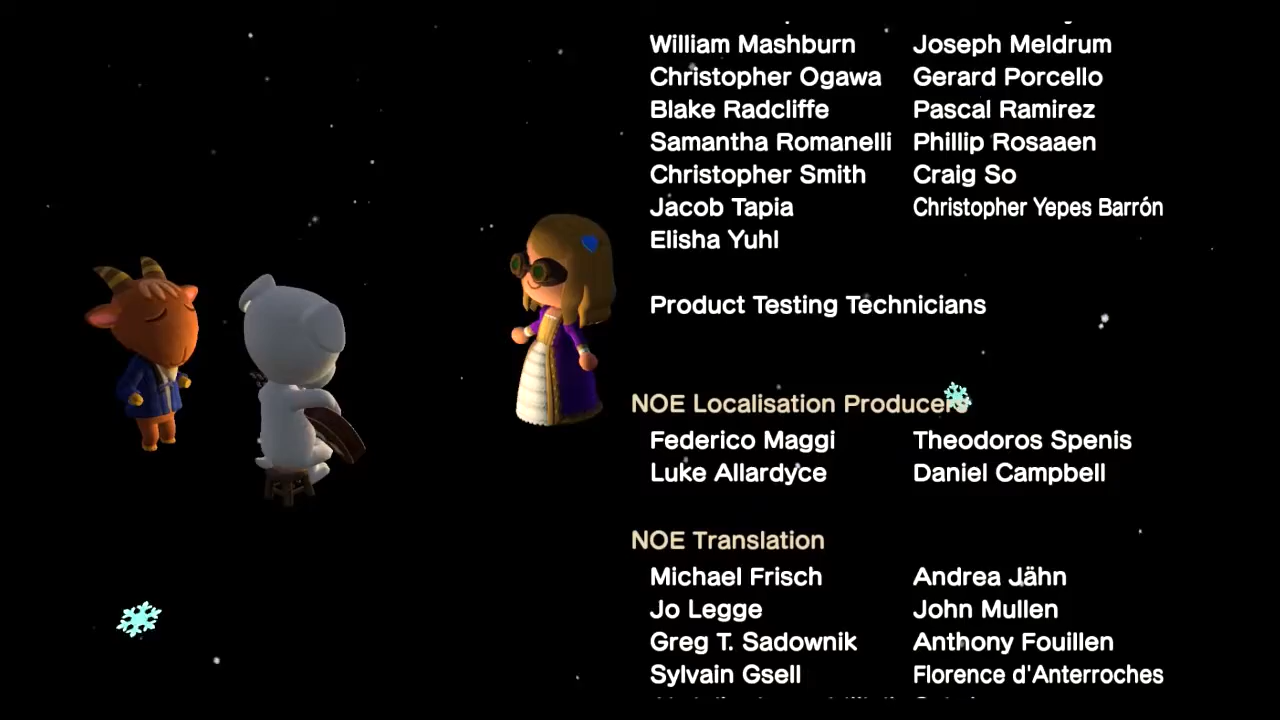 William Mashburn Joseph Meldrum
Christopher Ogawa Gerard Porcello
Blake Radcliffe Pascal Ramirez
Samantha Romanelli Phillip Rosaaen
Christopher Smith Craig So
Jacob Tapia Christopher Yepes Barrón
Elisha Yuhl
Product Testing Technicians
NOE Localisation Producers
Federico Maggi Theodoros Spenis
Luke Allardyce Daniel Campbell
NOE Translation
Michael Frisch Andrea Jähn
Jo Legge John Mullen
Greg T. Sadownik Anthony Fouillen
Sylvain Gsell Florence d'Anterroches